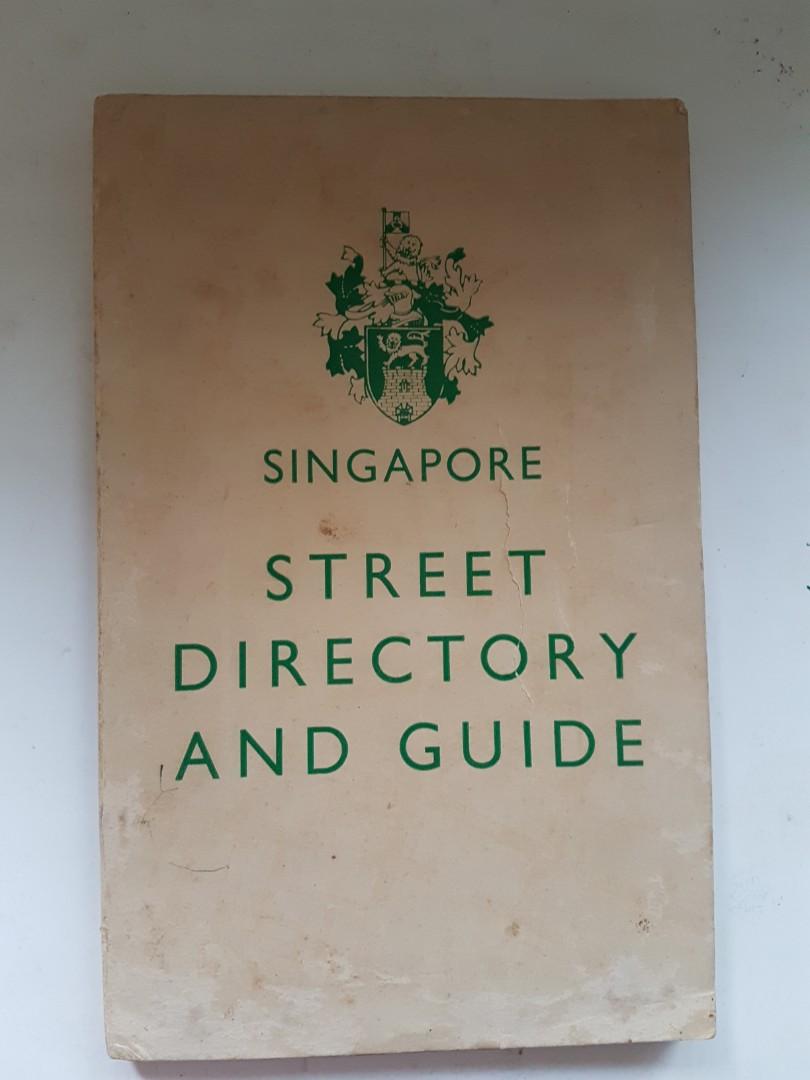 SINGAPORE
STREET
DIRECTORY
AND GUIDE